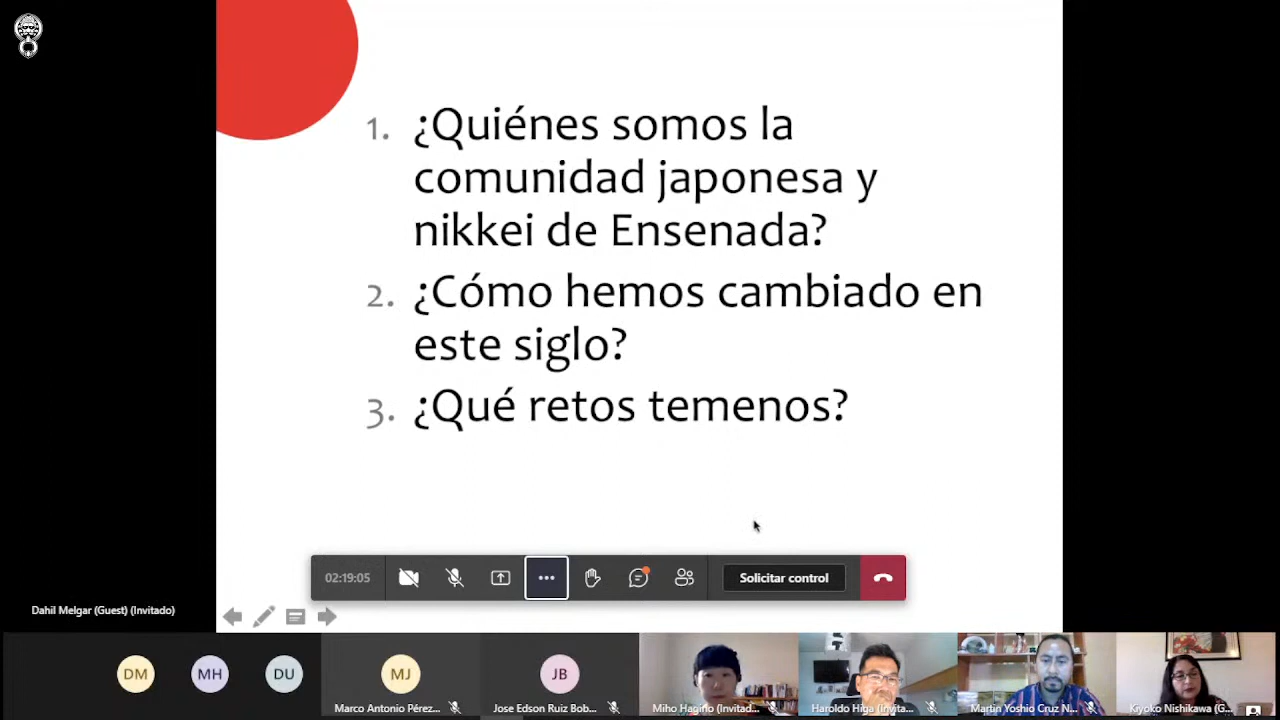 1. ¿Quiénes somos la
comunidad japonesa y
nikkei de Ensenada?
2. ¿Cómo hemos cambiado en
este siglo?
3. ¿Qué retos temenos?
02:19:05
Solicitar control
Dahil Melgar (Guest) (Invitado)
DM
MH
DU
MJ
JB
Marco Antonio Pérez...
Jose Edson Ruiz Bob...
Miho Hagino (Invitad...
Haroldo Higa (Invita...
Martin Yoshio Cruz N...
Kiyoko Nishikawa (G...